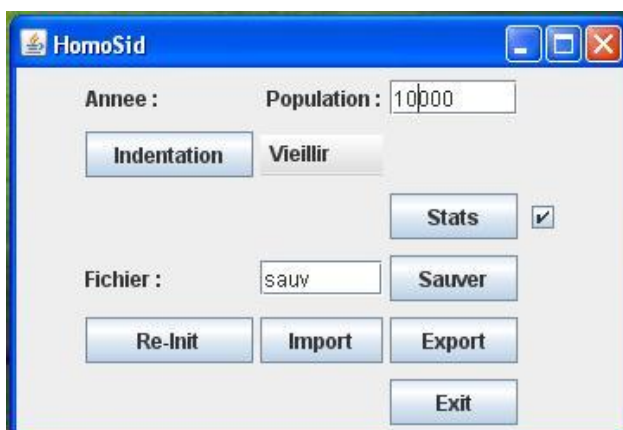 HomoSid
Annee : Population : 10000
Indentation Vieillir
Stats
Fichier : sauv Sauver
Re-Init Import Export
Exit